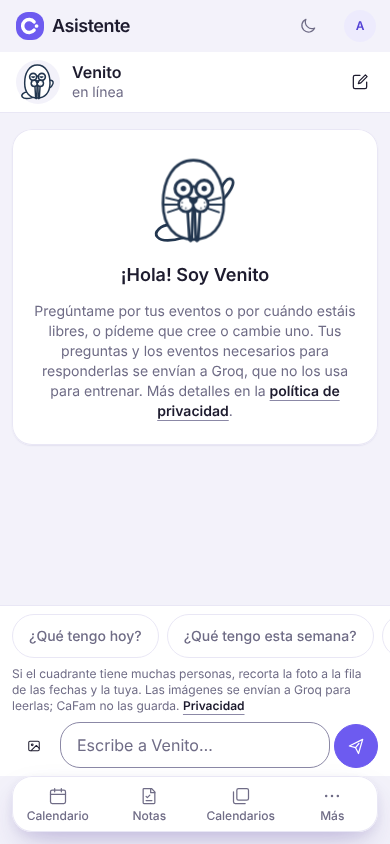 Asistente
A
Venito
en línea
¡Hola! Soy Venito
Pregúntame por tus eventos o por cuándo estáis
libres, o pídeme que cree o cambie uno. Tus
preguntas y los eventos necesarios para
responderlas se envían a Groq, que no los usa
para entrenar. Más detalles en la política de
privacidad.
¿Qué tengo hoy?
¿Qué tengo esta semana?
Si el cuadrante tiene muchas personas, recorta la foto a la fila
de las fechas y la tuya. Las imágenes se envían a Groq para
leerlas; CaFam no las guarda. Privacidad
Escribe a Venito...
Calendario
Notas
Calendarios
Más